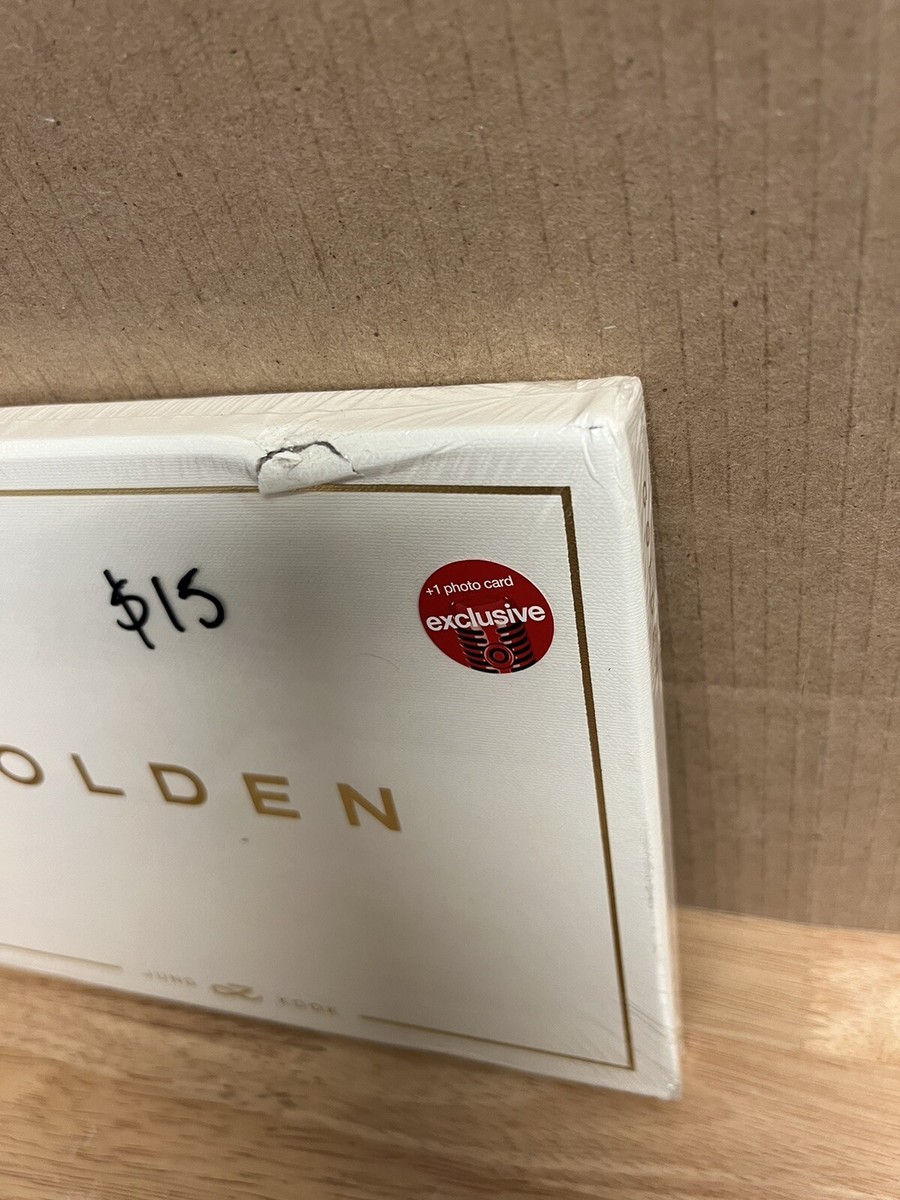 $15
+1 photo card
exclusive
OLDEN
JUNG KOOK